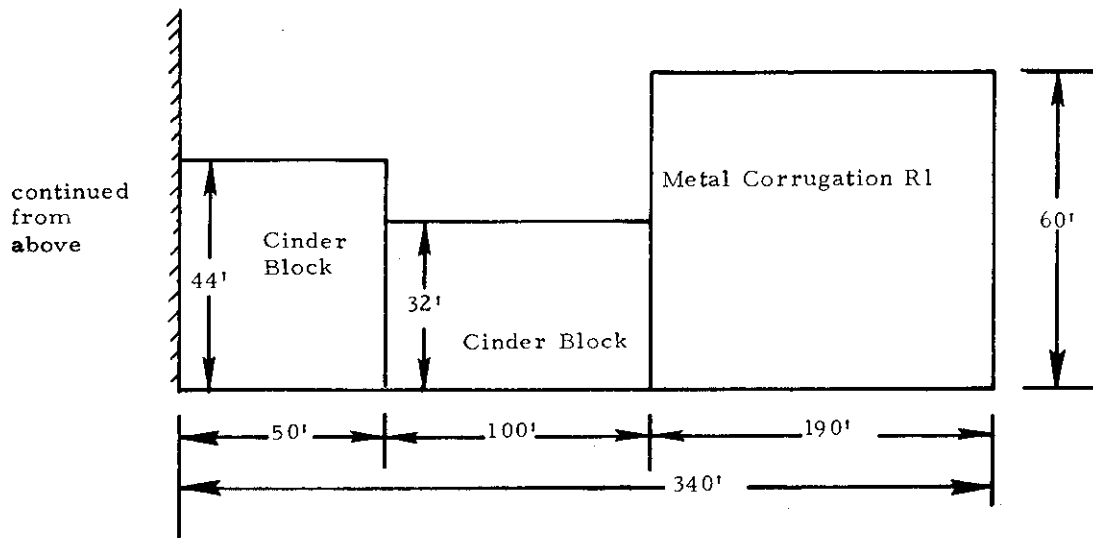 continued
from
above
44'
Cinder
Block
32'
Cinder Block
Metal Corrugation R1
60'
50'
100'
190'
340'